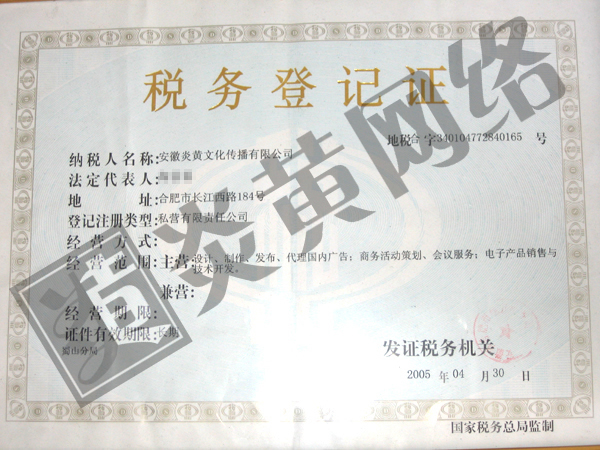 税务登记证
地税合字340104772840165 号
纳税人名称:安徽炎黄文化传播有限公司
法定代表人
地 址:合肥市长江西路184号
登记注册类型:私营有限责任公司
经营方式:
经营范围:主营:设计、制作、发布、代理国内广告;商务活动策划、会议服务;电子产品销售与
技术开发。
兼营:
经营期限:
证件有效期限:长期
蜀山分局
发证税务机关
2005 年 04 月 30 日
国家税务总局监制
炎黄网络